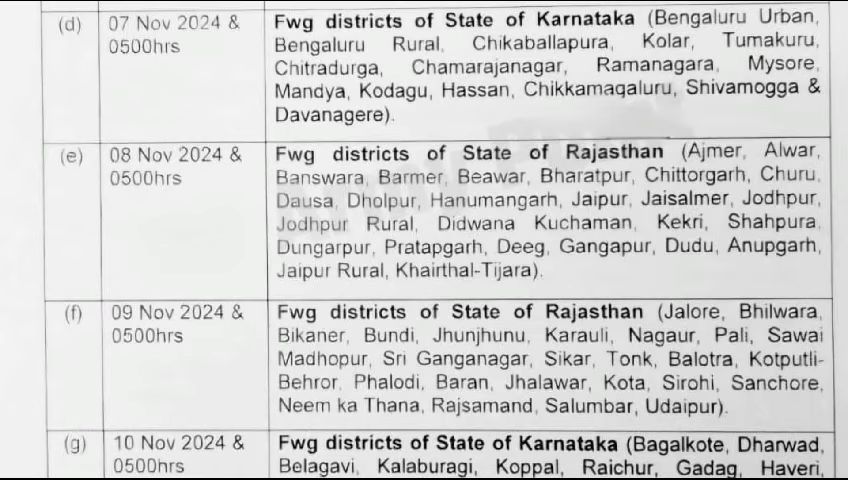 (d) 07 Nov 2024 & Fwg districts of State of Karnataka (Bengaluru Urban,
0500hrs Bengaluru Rural, Chikaballapura, Kolar, Tumakuru,
Chitradurga, Chamarajanagar, Ramanagara, Mysore,
Mandya, Kodagu, Hassan, Chikkamagaluru, Shivamogga &
Davanagere).
(e) 08 Nov 2024 & Fwg districts of State of Rajasthan (Ajmer, Alwar,
0500hrs Banswara, Barmer, Beawar, Bharatpur, Chittorgarh, Churu,
Dausa, Dholpur, Hanumangarh, Jaipur, Jaisalmer, Jodhpur,
Jodhpur Rural, Didwana Kuchaman, Kekri, Shahpura,
Dungarpur, Pratapgarh, Deeg, Gangapur, Dudu, Anupgarh,
Jaipur Rural, Khairthal-Tijara).
(f) 09 Nov 2024 & Fwg districts of State of Rajasthan (Jalore, Bhilwara,
0500hrs Bikaner, Bundi, Jhunjhunu, Karauli, Nagaur, Pali, Sawai
Madhopur, Sri Ganganagar, Sikar, Tonk, Balotra, Kotputli-
Behror, Phalodi, Baran, Jhalawar, Kota, Sirohi, Sanchore,
Neem ka Thana, Rajsamand, Salumbar, Udaipur).
(g) 10 Nov 2024 & Fwg districts of State of Karnataka (Bagalkote, Dharwad,
0500hrs Belagavi, Kalaburagi, Koppal, Raichur, Gadag, Haveri,